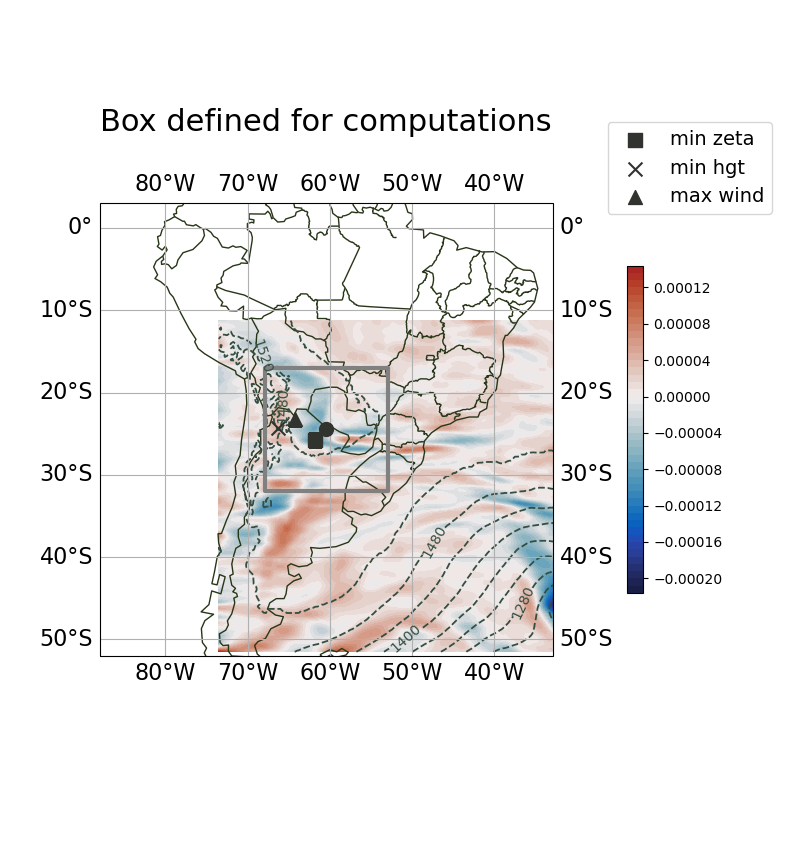 Box defined for computations
min zeta
min hgt
max wind
80°W 70°W 60°W 50°W 40°W
0° 0°
10°S 10°S
20°S 20°S
30°S 30°S
40°S 40°S
50°S 50°S
80°W 70°W 60°W 50°W 40°W
1480
1400
1280
0.00012
0.00008
0.00004
0.00000
−0.00004
−0.00008
−0.00012
−0.00016
−0.00020